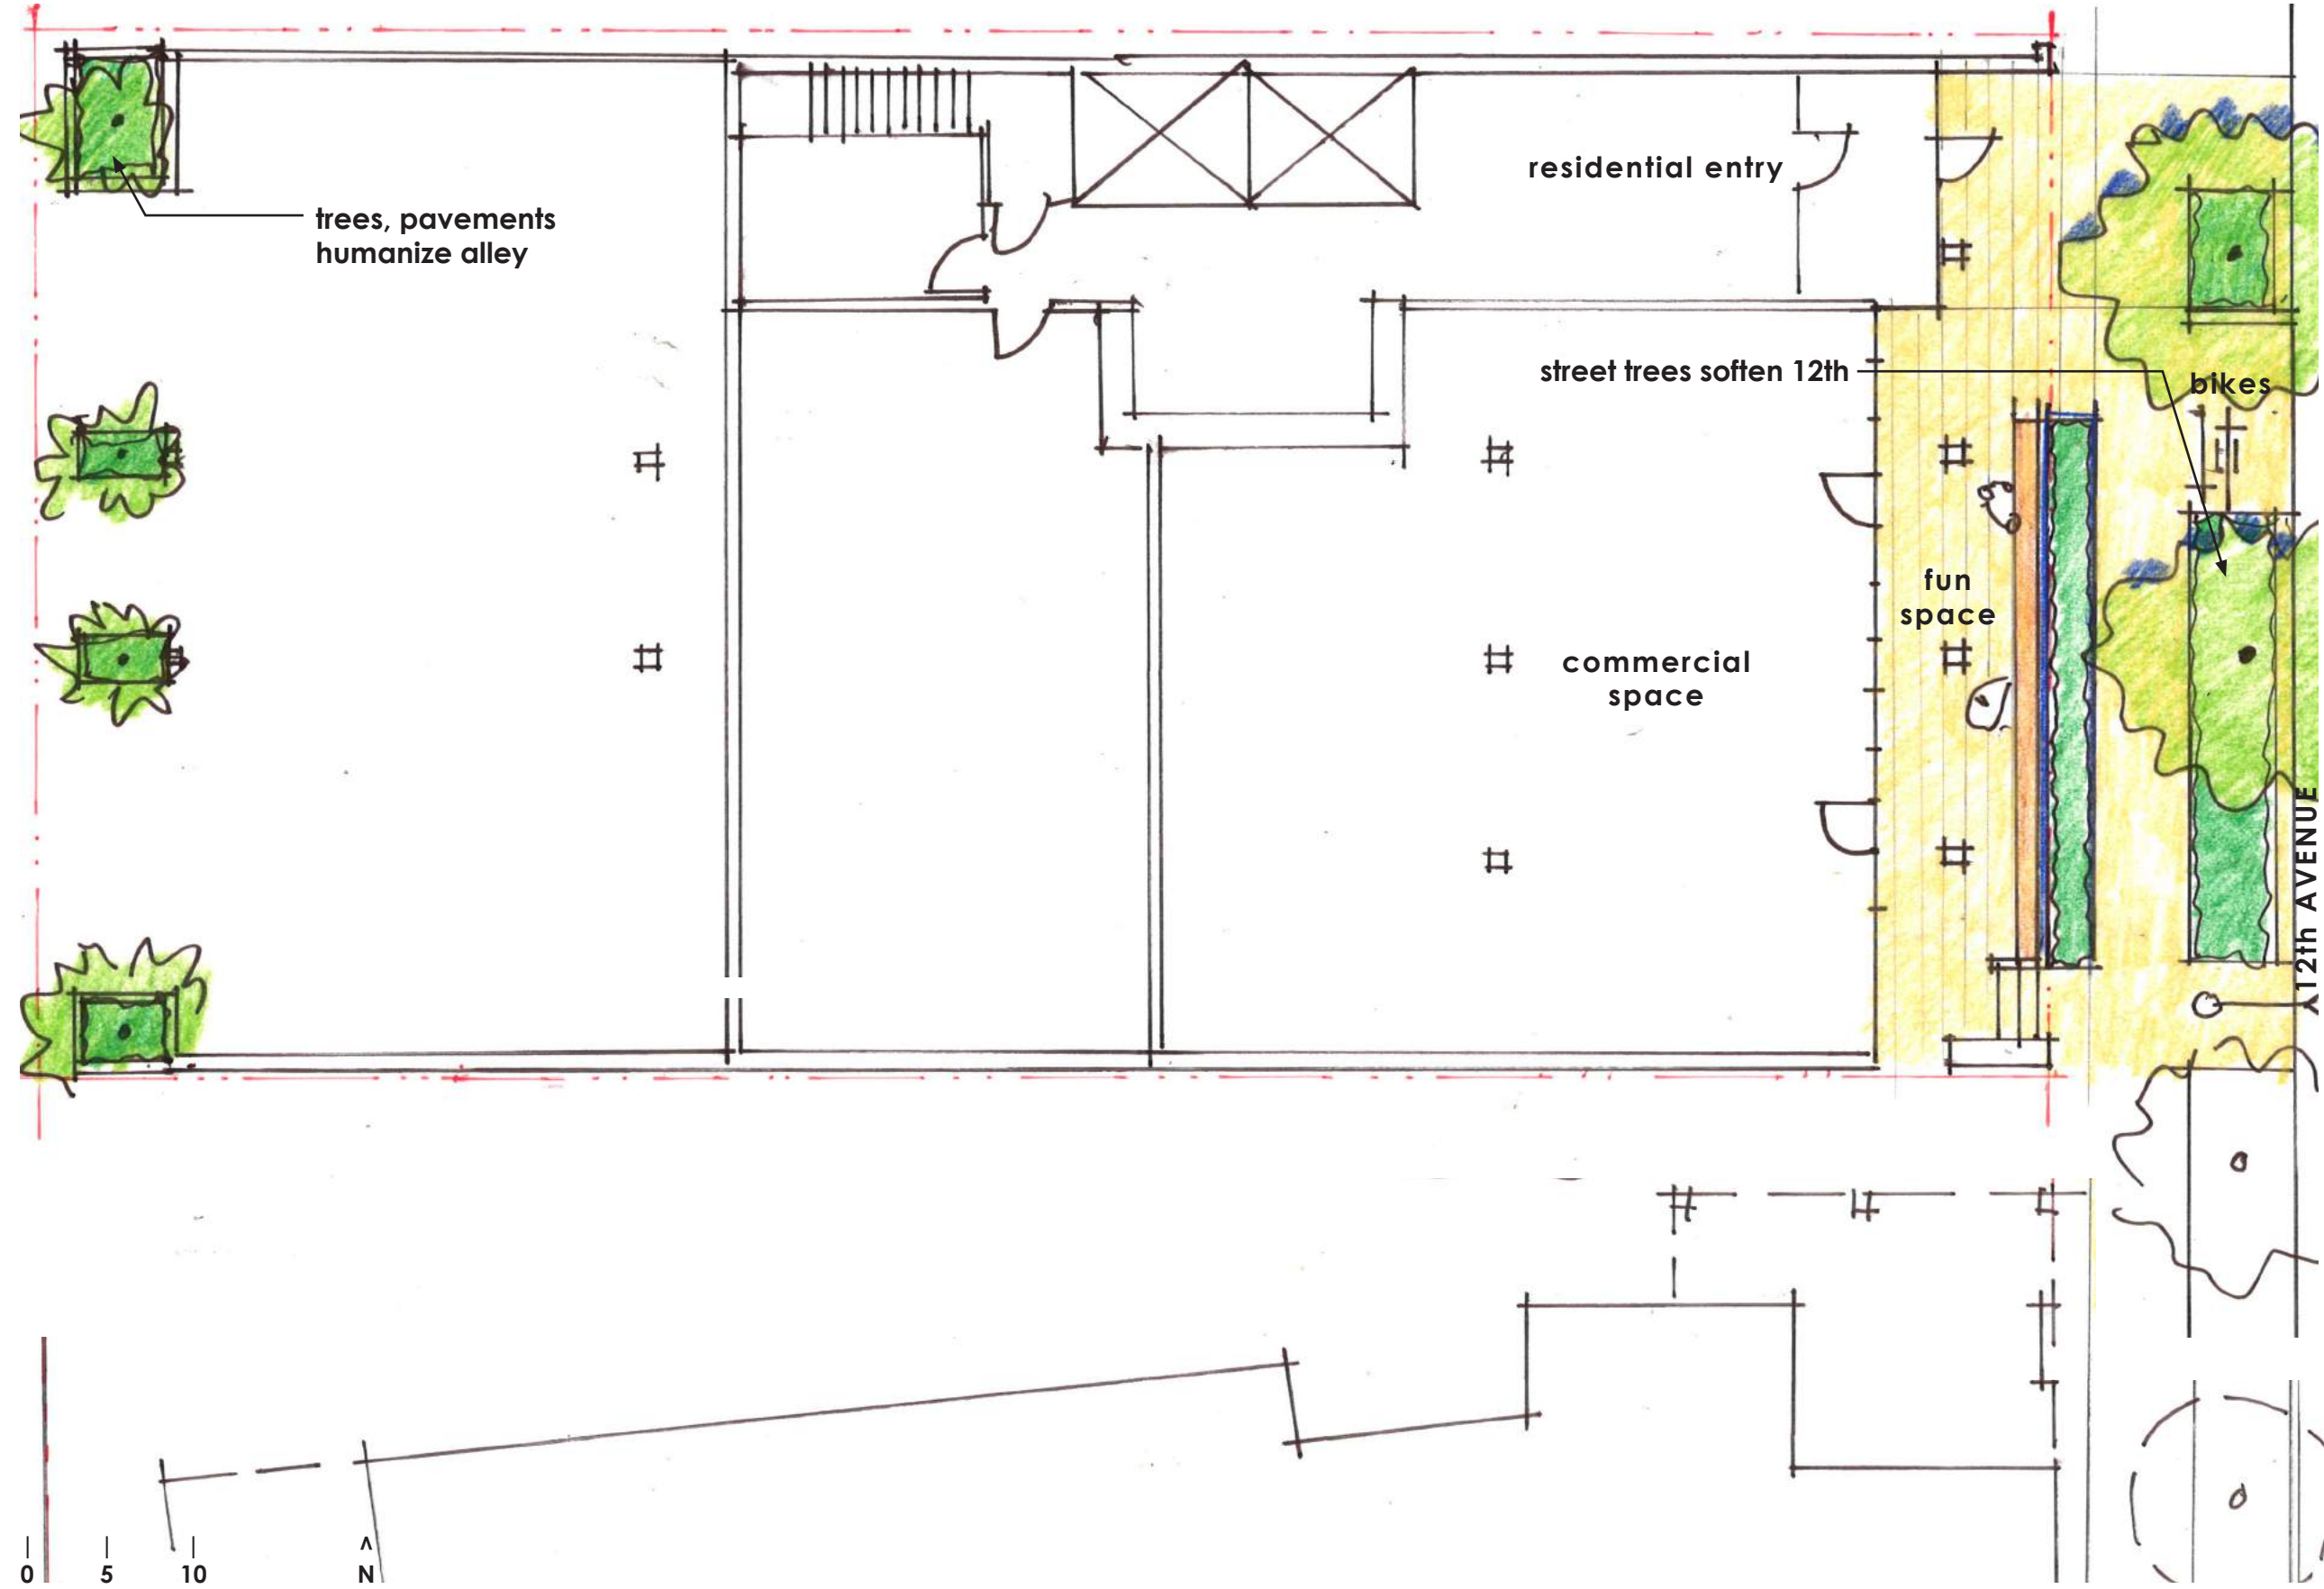 residential entry
trees, pavements
humanize alley
street trees soften 12th
bikes
fun
space
commercial
space
12th AVENUE
0 5 10
N